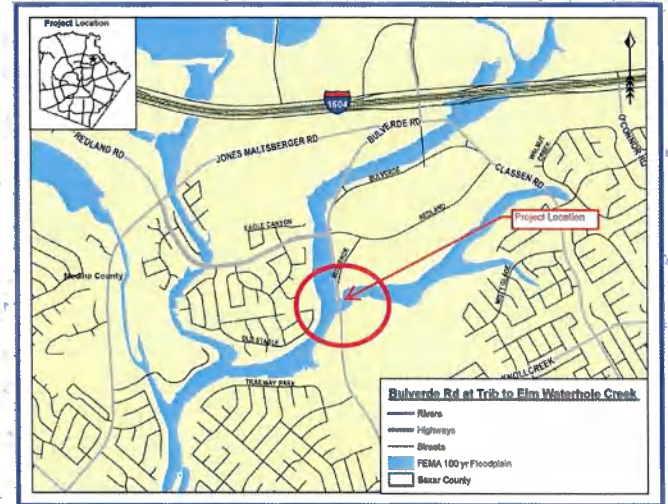 Project Location
1604
REDLAND RD
JONES MALTSBERGER RD
BULVERDE RD
BULVERDE
CLASSEN RD
WALNUT CREEK
O'CONNOR RD
REDLAND
EAGLE CANYON
Project Location
BULVERDE
Medina County
OLD STABLE
TRAILWAY PARK
KNOLLCREEK
Bulverde Rd at Trib to Elm Waterhole Creek
Rivers
Highways
Streets
FEMA 100 yr Floodplain
Bexar County